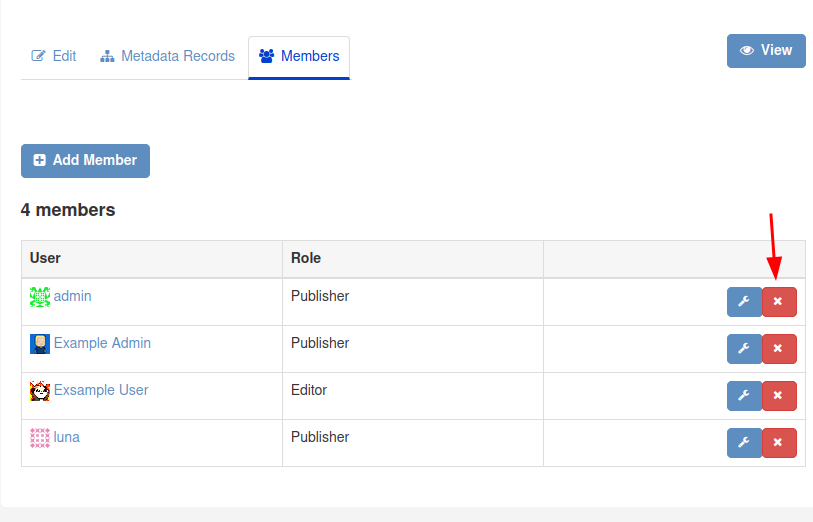 Edit Metadata Records Members View
Add Member
4 members
User Role
admin Publisher
Example Admin Publisher
Exsample User Editor
luna Publisher